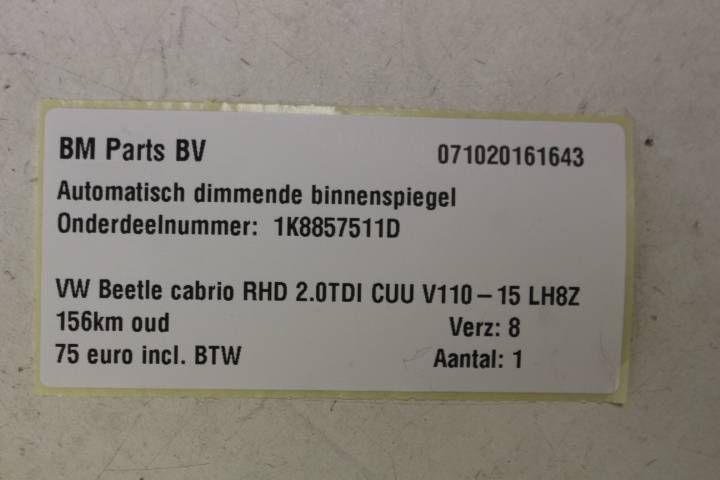 BM Parts BV 071020161643
Automatisch dimmende binnenspiegel
Onderdeelnummer: 1K8857511D
VW Beetle cabrio RHD 2.0TDI CUU V110-15 LH8Z
156km oud Verz: 8
75 euro incl. BTW Aantal: 1